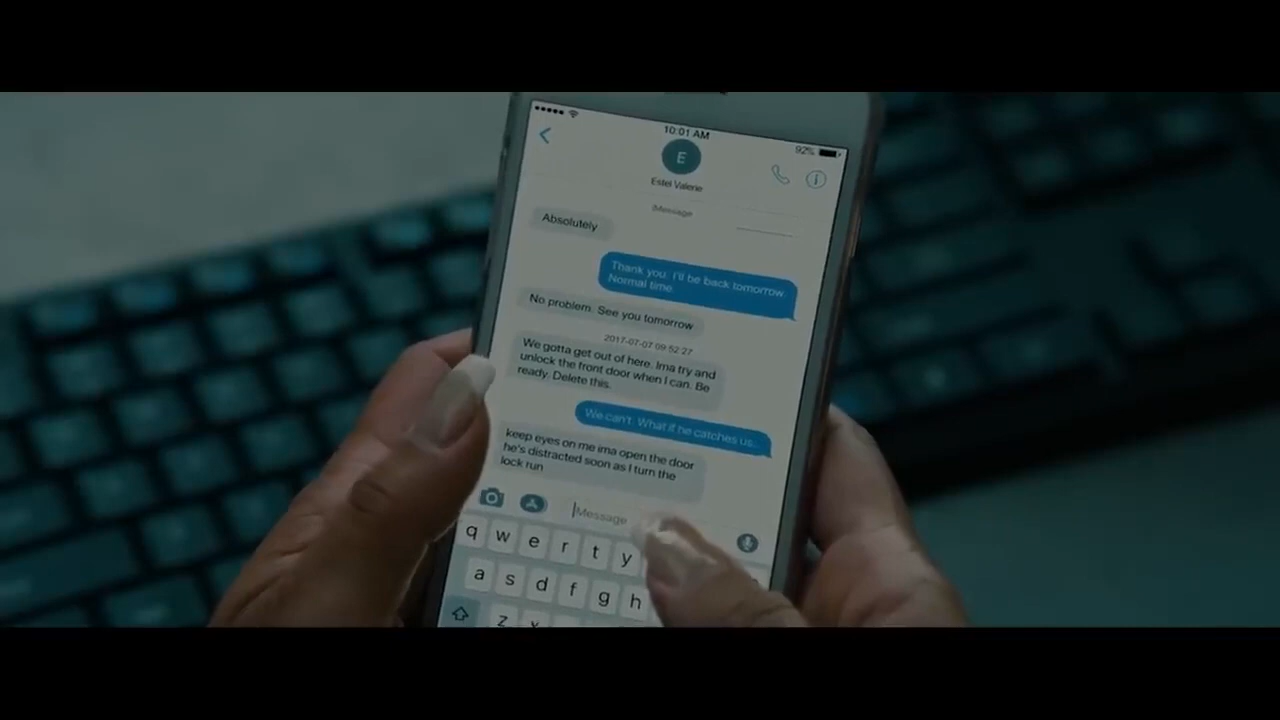 10:01 AM
92%
E
Estel Valerie
iMessage
Absolutely
Thank you. I'll be back tomorrow.
Normal time.
No problem. See you tomorrow
2017-07-07 09:52:27
We gotta get out of here. Ima try and
unlock the front door when I can. Be
ready. Delete this.
We can't. What if he catches us...
keep eyes on me ima open the door
he's distracted soon as I turn the
lock run
Message
q w e r t y
a s d f g h
z x